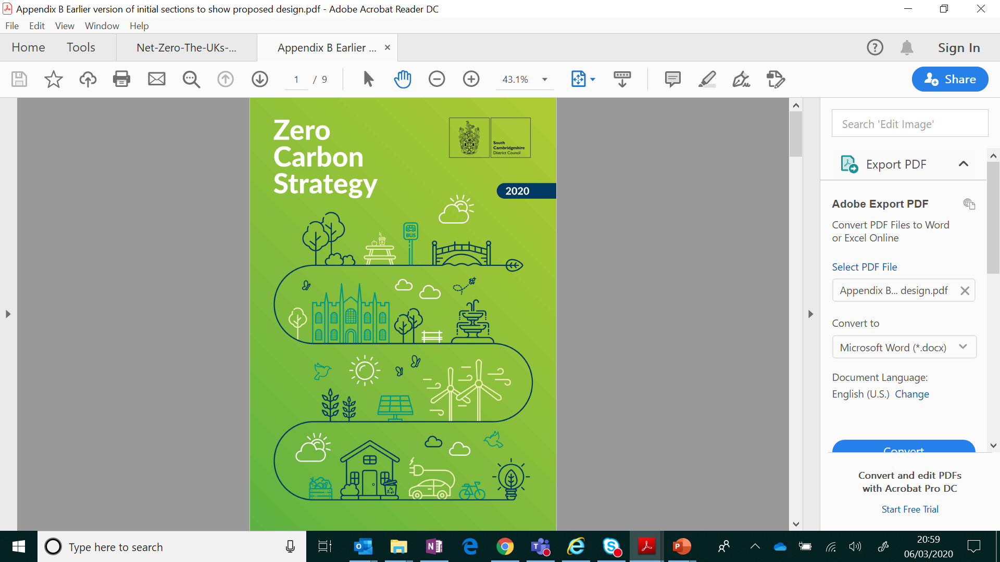 Appendix B Earlier version of initial sections to show proposed design.pdf - Adobe Acrobat Reader DC
File Edit View Window Help
Home Tools Net-Zero-The-UKs-... Appendix B Earlier ... Sign In
1 / 9 43.1% Share
Zero
Carbon
Strategy
South
Cambridgeshire
District Council
2020
BUS
Search 'Edit Image'
Export PDF
Adobe Export PDF
Convert PDF Files to Word
or Excel Online
Select PDF File
Appendix B... design.pdf
Convert to
Microsoft Word (*.docx)
Document Language:
English (U.S.) Change
Convert
Convert and edit PDFs
with Acrobat Pro DC
Start Free Trial
Type here to search
20:59
06/03/2020